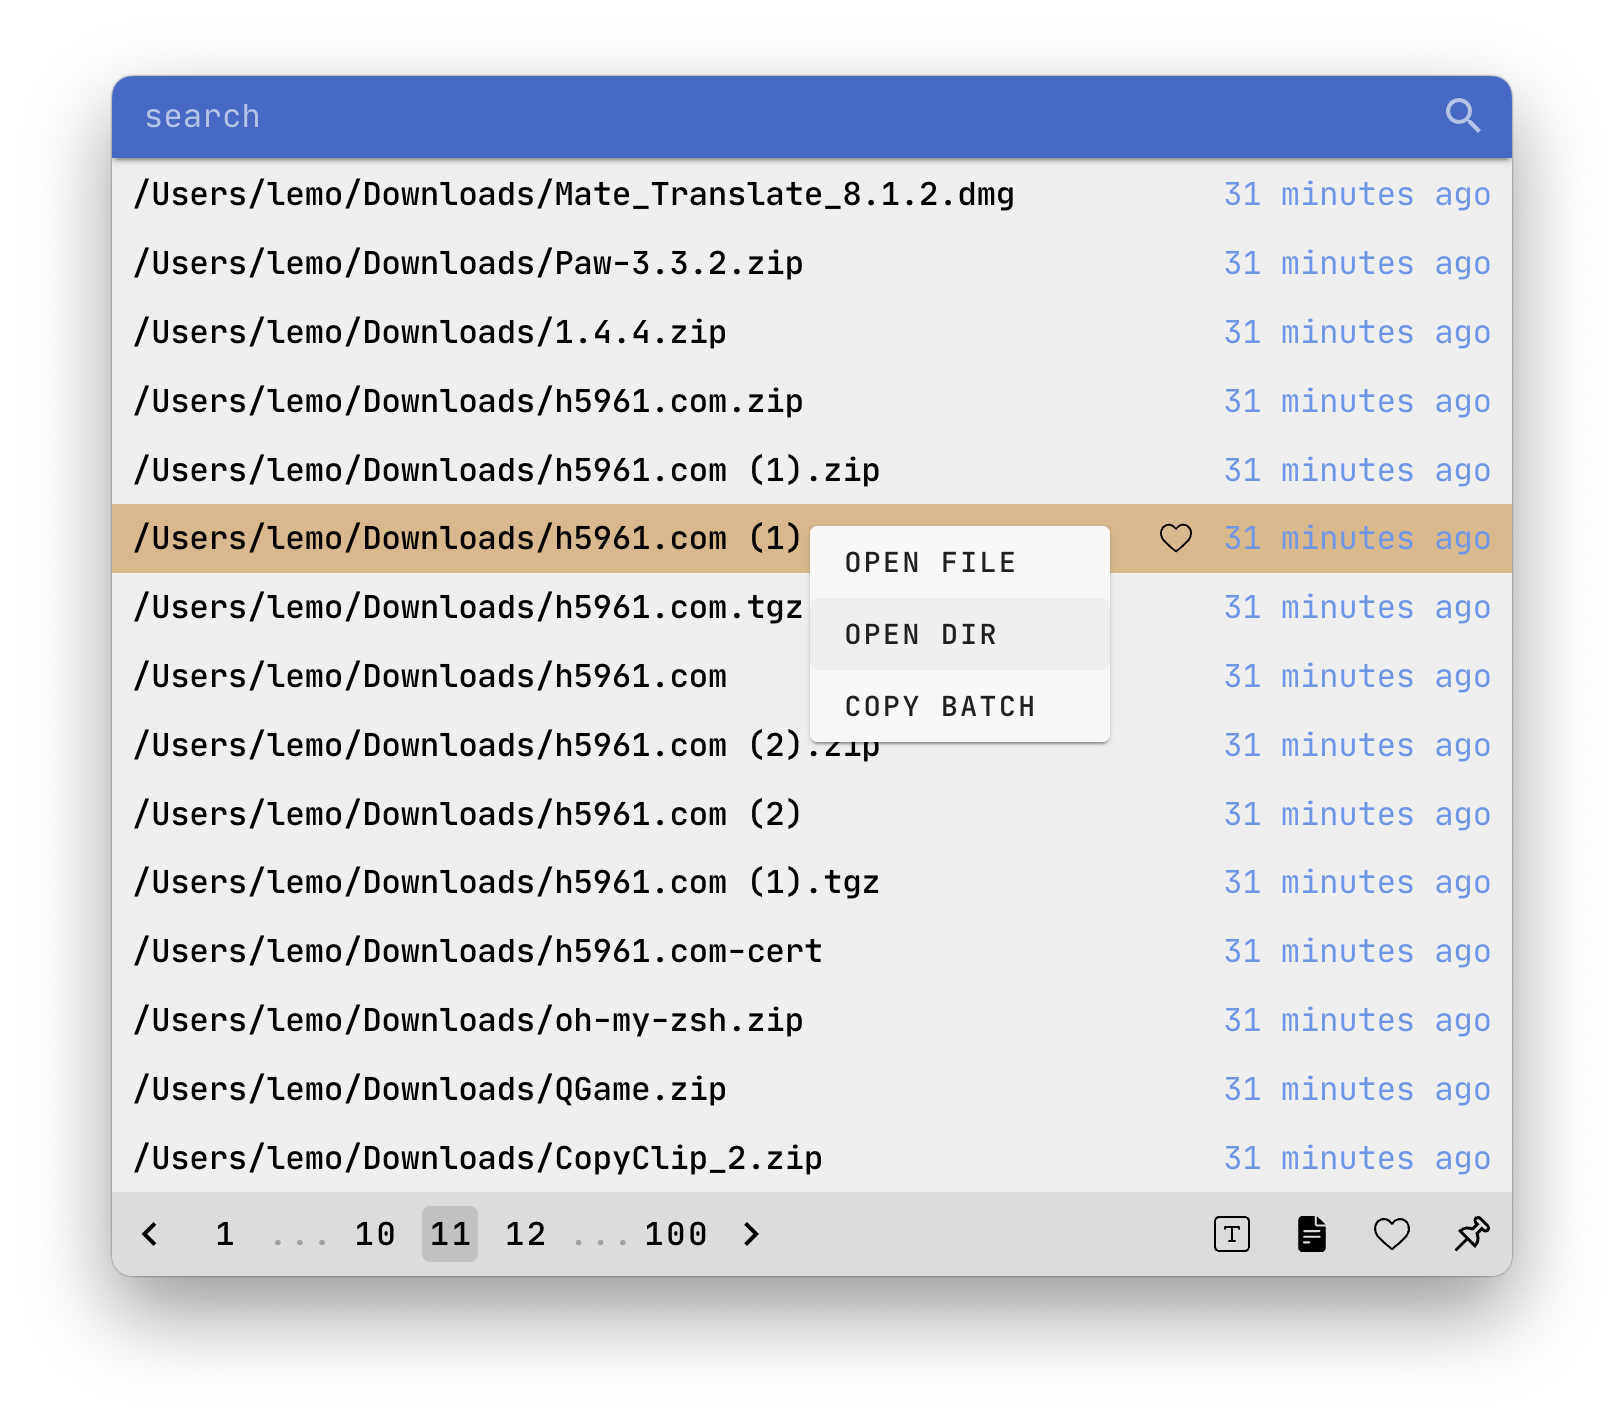 search
/Users/lemo/Downloads/Mate_Translate_8.1.2.dmg 31 minutes ago
/Users/lemo/Downloads/Paw-3.3.2.zip 31 minutes ago
/Users/lemo/Downloads/1.4.4.zip 31 minutes ago
/Users/lemo/Downloads/h5961.com.zip 31 minutes ago
/Users/lemo/Downloads/h5961.com (1).zip 31 minutes ago
/Users/lemo/Downloads/h5961.com (1) 31 minutes ago
OPEN FILE
/Users/lemo/Downloads/h5961.com.tgz 31 minutes ago
OPEN DIR
/Users/lemo/Downloads/h5961.com 31 minutes ago
COPY BATCH
/Users/lemo/Downloads/h5961.com (2).zip 31 minutes ago
/Users/lemo/Downloads/h5961.com (2) 31 minutes ago
/Users/lemo/Downloads/h5961.com (1).tgz 31 minutes ago
/Users/lemo/Downloads/h5961.com-cert 31 minutes ago
/Users/lemo/Downloads/oh-my-zsh.zip 31 minutes ago
/Users/lemo/Downloads/QGame.zip 31 minutes ago
/Users/lemo/Downloads/CopyClip_2.zip 31 minutes ago
1 ... 10 11 12 ... 100 T